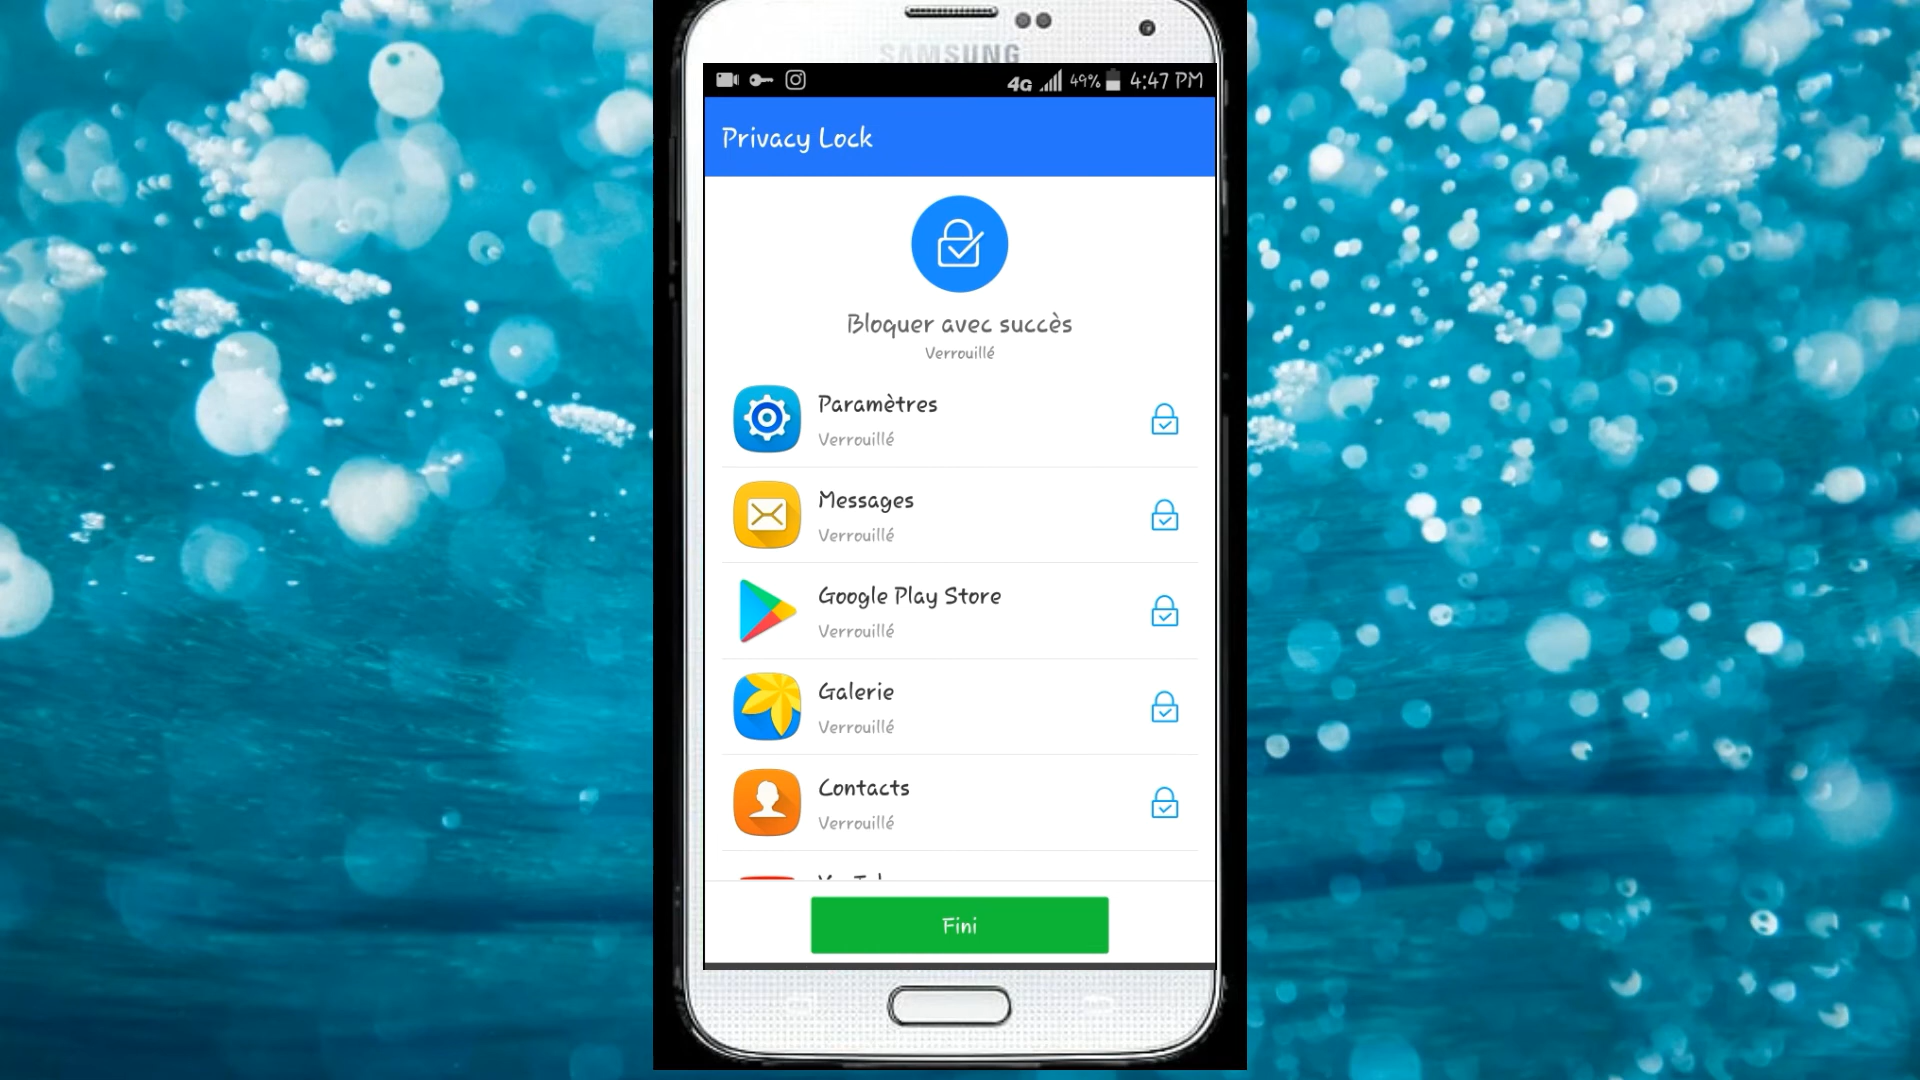 SAMSUNG
4G 49% 4:47 PM
Privacy Lock
Bloquer avec succès
Verrouillé
Paramètres
Verrouillé
Messages
Verrouillé
Google Play Store
Verrouillé
Galerie
Verrouillé
Contacts
Verrouillé
Fini